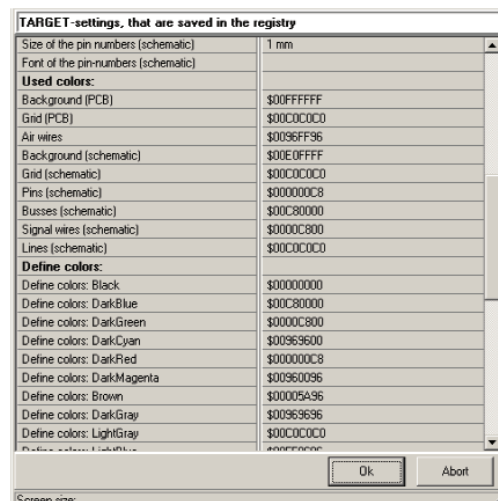 TARGET-settings, that are saved in the registry
Size of the pin numbers (schematic) 1 mm
Font of the pin-numbers (schematic)
Used colors:
Background (PCB) $00FFFFFF
Grid (PCB) $00C0C0C0
Air wires $0096FF96
Background (schematic) $00E0FFFF
Grid (schematic) $00C0C0C0
Pins (schematic) $000000C8
Busses (schematic) $00C80000
Signal wires (schematic) $0000C800
Lines (schematic) $00C0C0C0
Define colors:
Define colors: Black $00000000
Define colors: DarkBlue $00C80000
Define colors: DarkGreen $0000C800
Define colors: DarkCyan $00969600
Define colors: DarkRed $000000C8
Define colors: DarkMagenta $00960096
Define colors: Brown $00005A96
Define colors: DarkGray $00969696
Define colors: LightGray $00C0C0C0
Ok Abort
Screen size: